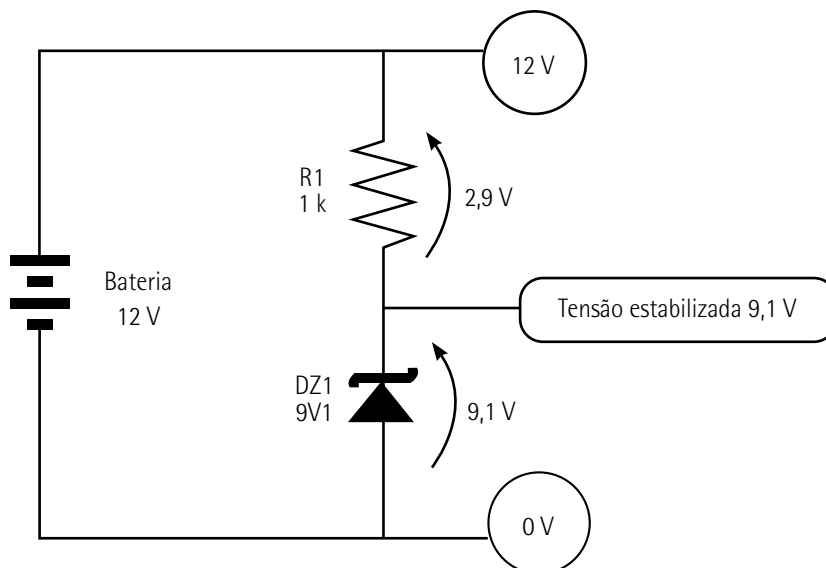 12 V
R1
1 k
2,9 V
Bateria
12 V
Tensão estabilizada 9,1 V
DZ1
9V1
9,1 V
0 V